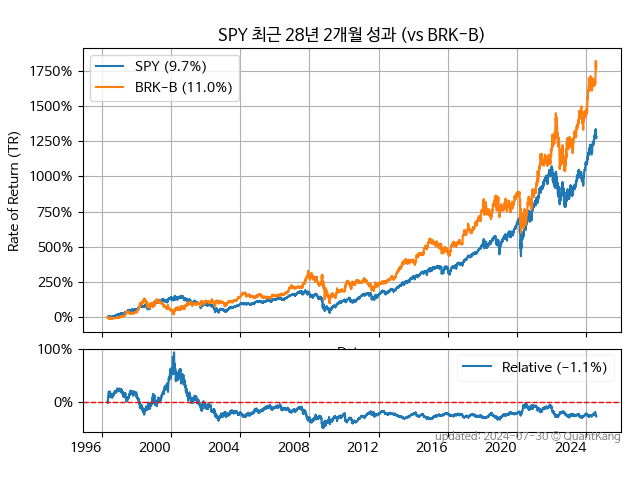 SPY 최근 28년 2개월 성과 (vs BRK-B)
SPY (9.7%)
BRK-B (11.0%)
Rate of Return (TR)
1750%
1500%
1250%
1000%
750%
500%
250%
0%
100%
0%
Relative (−1.1%)
1996 2000 2004 2008 2012 2016 2020 2024
updated: 2024-07-30 © QuantKang